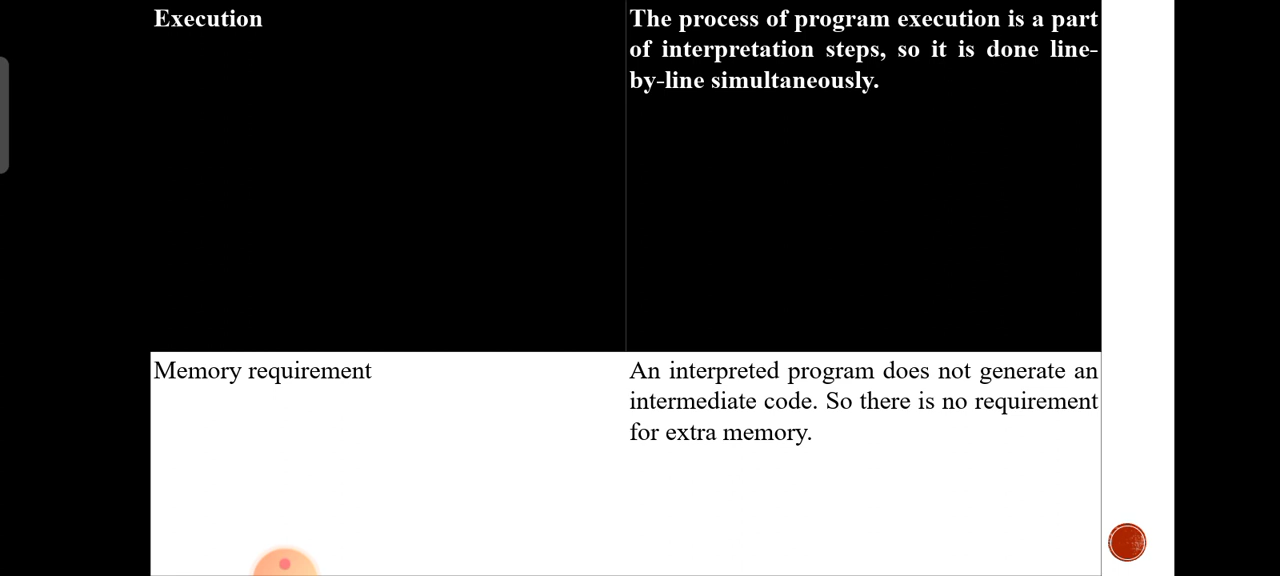 Execution
The process of program execution is a part
of interpretation steps, so it is done line-
by-line simultaneously.
Memory requirement
An interpreted program does not generate an
intermediate code. So there is no requirement
for extra memory.